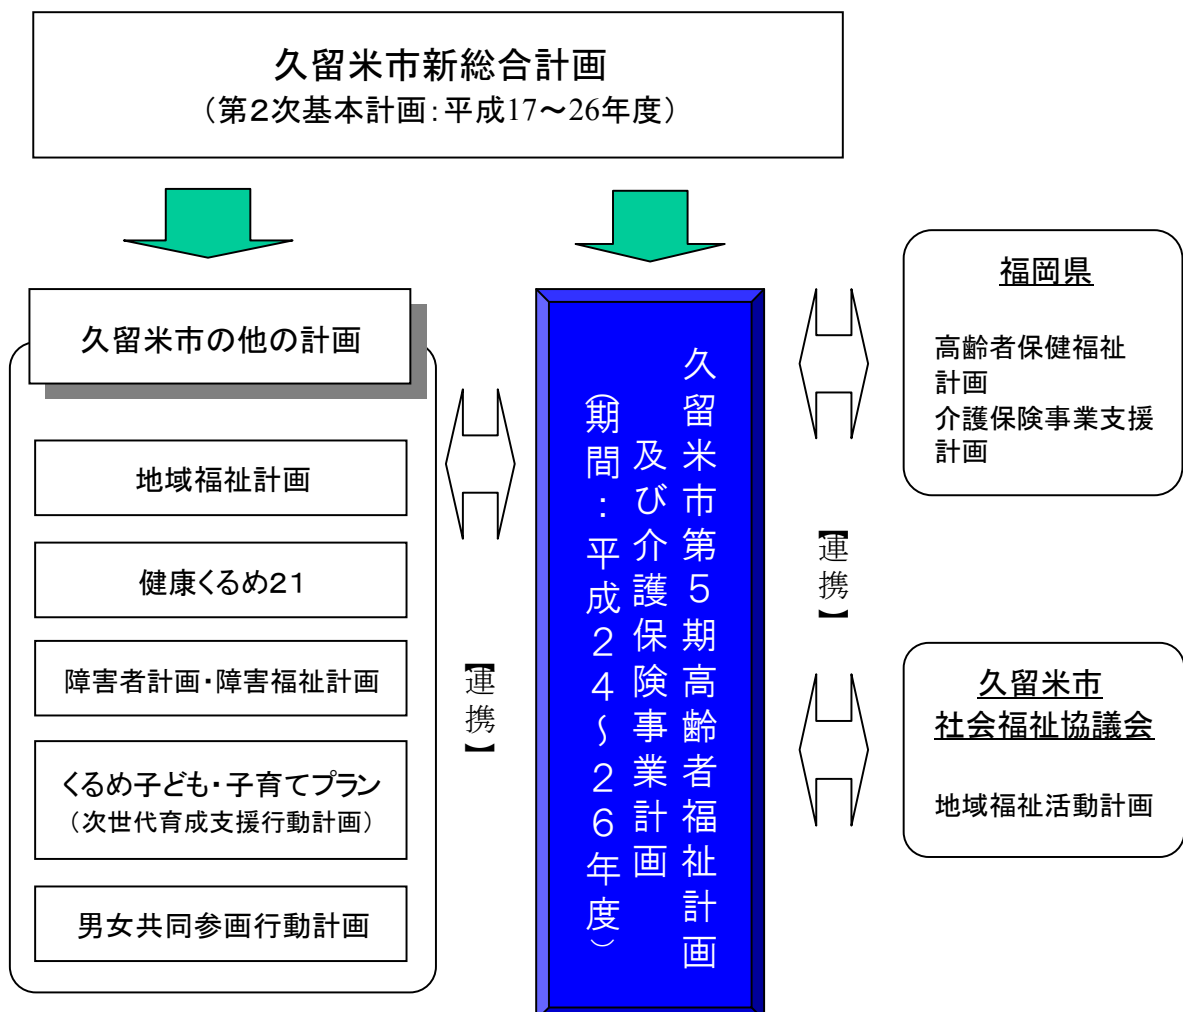 久留米市新総合計画
（第２次基本計画：平成17～26年度）
久留米市の他の計画
地域福祉計画
健康くるめ２１
障害者計画・障害福祉計画
くるめ子ども・子育てプラン
（次世代育成支援行動計画）
男女共同参画行動計画
【連携】
久留米市第５期高齢者福祉計画
及び介護保険事業計画
（期間：平成２４～２６年度）
【連携】
福岡県
高齢者保健福祉
計画
介護保険事業支援
計画
久留米市
社会福祉協議会
地域福祉活動計画